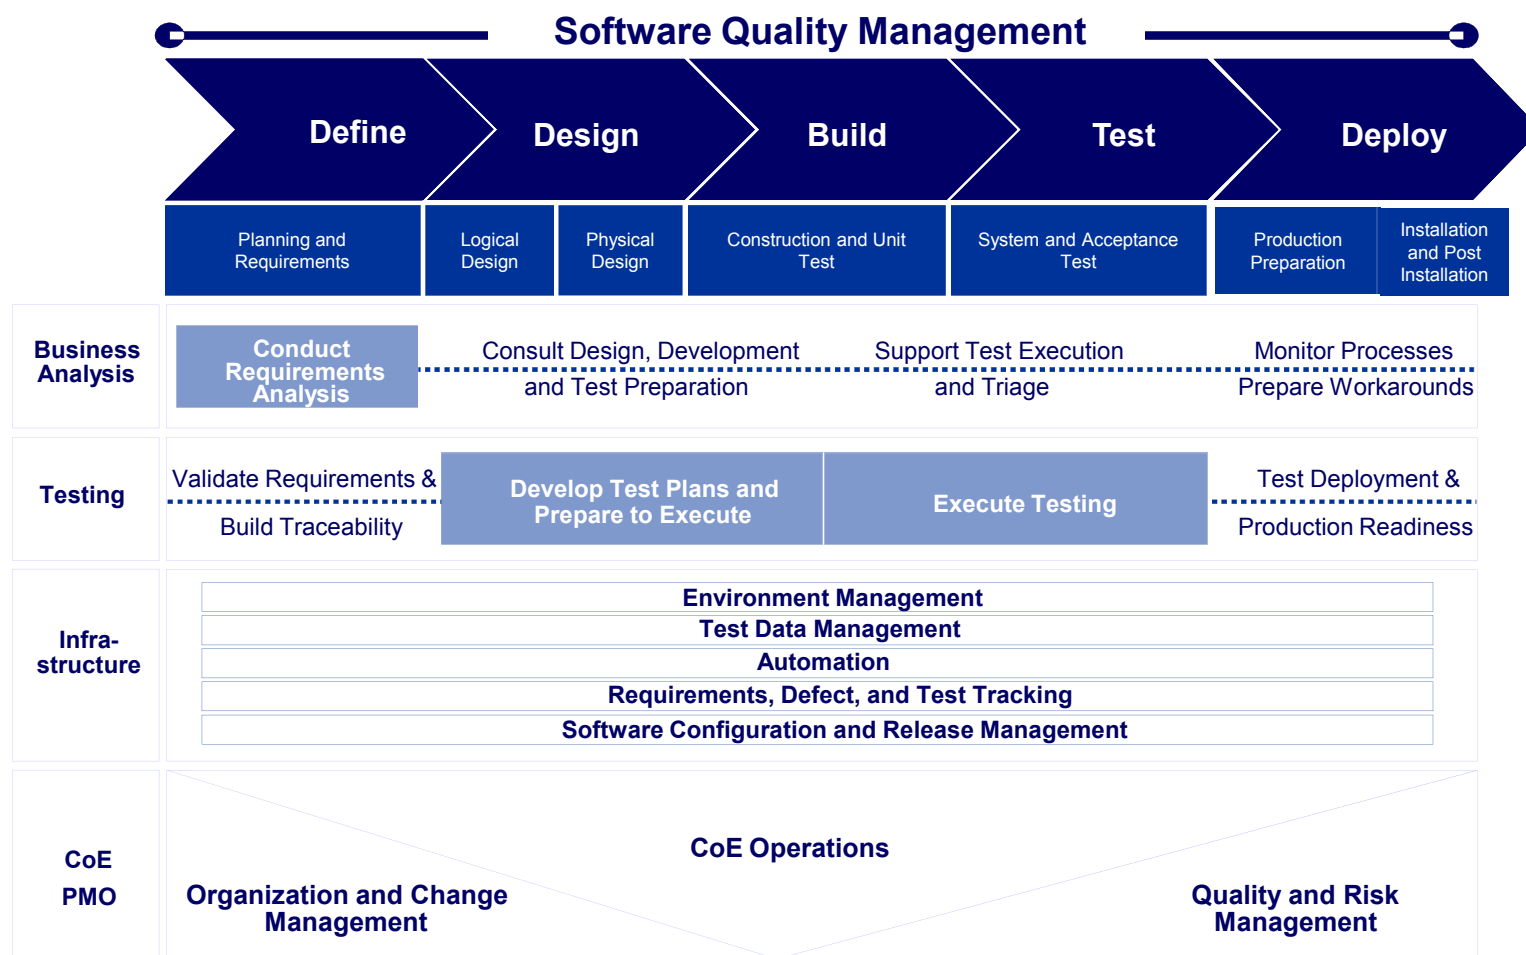 Software Quality Management
Define
Design
Build
Test
Deploy
Planning and
Requirements
Logical
Design
Physical
Design
Construction and Unit
Test
System and Acceptance
Test
Production
Preparation
Installation
and Post
Installation
Business
Analysis
Conduct
Requirements
Analysis
Consult Design, Development
and Test Preparation
Support Test Execution
and Triage
Monitor Processes
Prepare Workarounds
Testing
Validate Requirements &
Build Traceability
Develop Test Plans and
Prepare to Execute
Execute Testing
Test Deployment &
Production Readiness
Infra-
structure
Environment Management
Test Data Management
Automation
Requirements, Defect, and Test Tracking
Software Configuration and Release Management
CoE
PMO
CoE Operations
Organization and Change
Management
Quality and Risk
Management